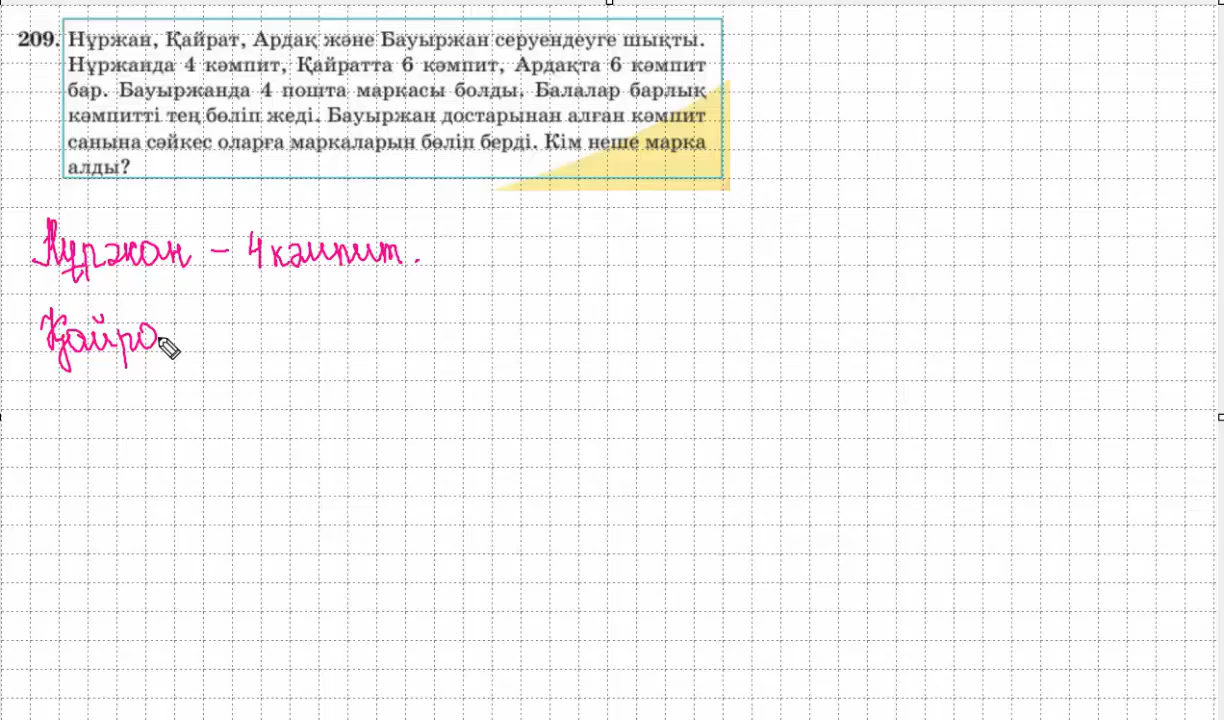 209. Нұржан, Қайрат, Ардақ және Бауыржан серуендеуге шықты.
Нұржанда 4 кәмпит, Қайратта 6 кәмпит, Ардақта 6 кәмпит
бар. Бауыржанда 4 пошта маркасы болды. Балалар барлық
кәмпитті тең бөліп жеді. Бауыржан достарынан алған кәмпит
санына сәйкес оларға маркаларын бөліп берді. Кім неше марка
алды?
Нұржан – 4 кәмпит.
Қайра